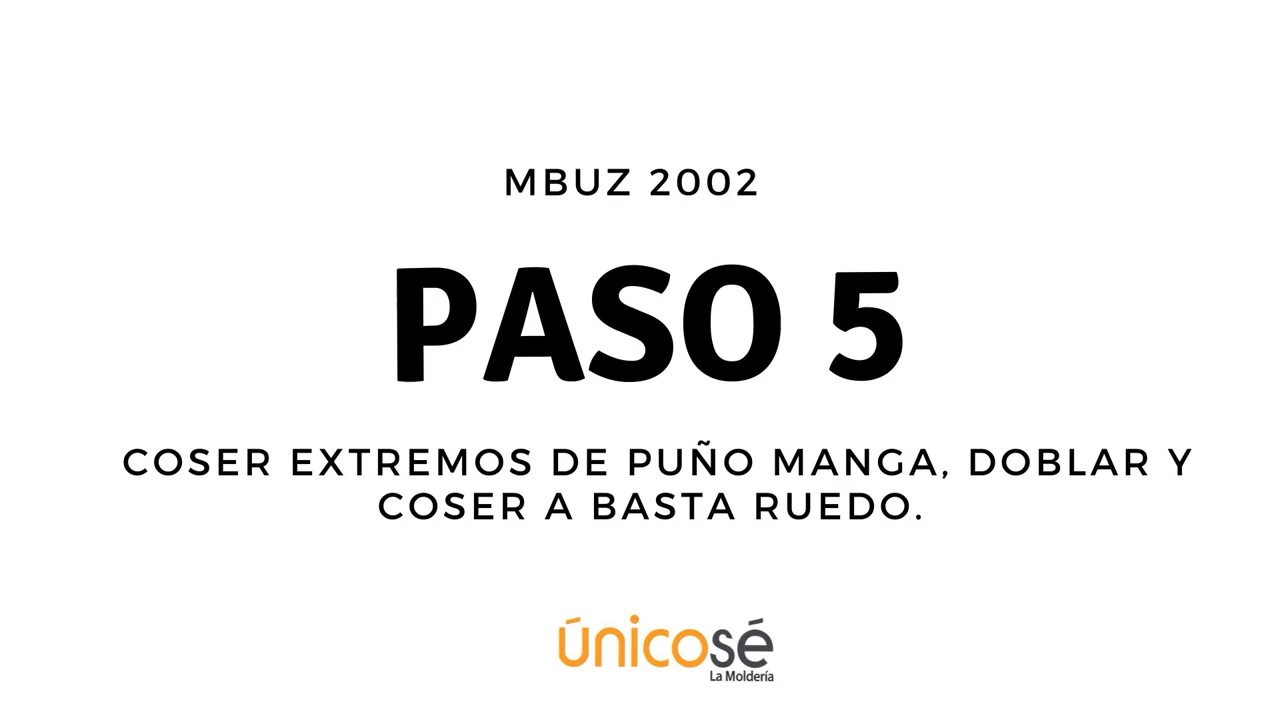 MBUZ 2002
PASO 5
COSER EXTREMOS DE PUÑO MANGA, DOBLAR Y
COSER A BASTA RUEDO.
únicosé
La Moldería